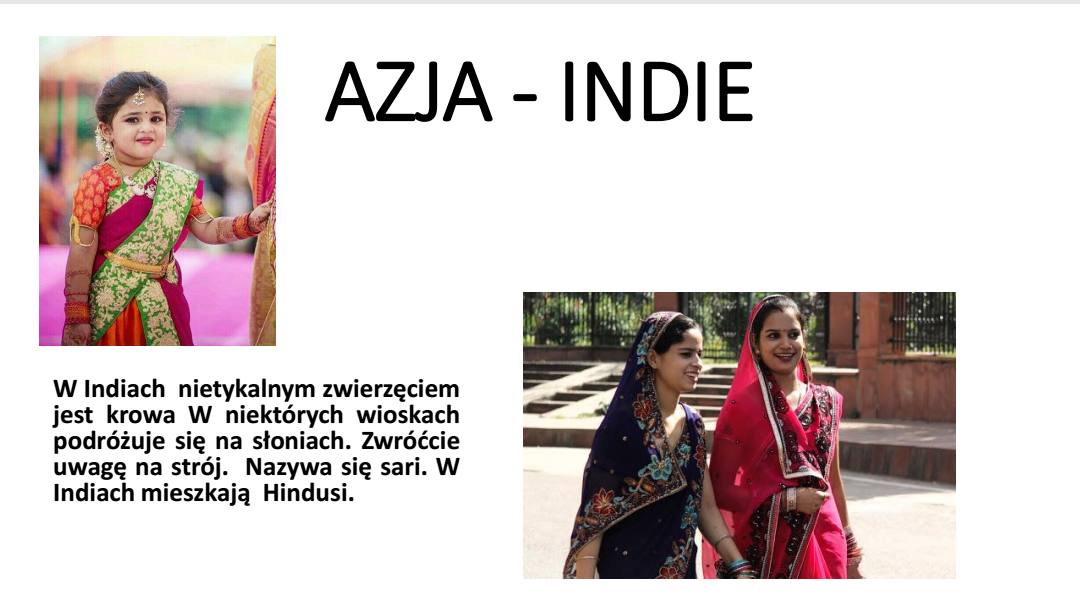 AZJA - INDIE
W Indiach nietykalnym zwierzęciem
jest krowa W niektórych wioskach
podróżuje się na słoniach. Zwróćcie
uwagę na strój. Nazywa się sari. W
Indiach mieszkają Hindusi.